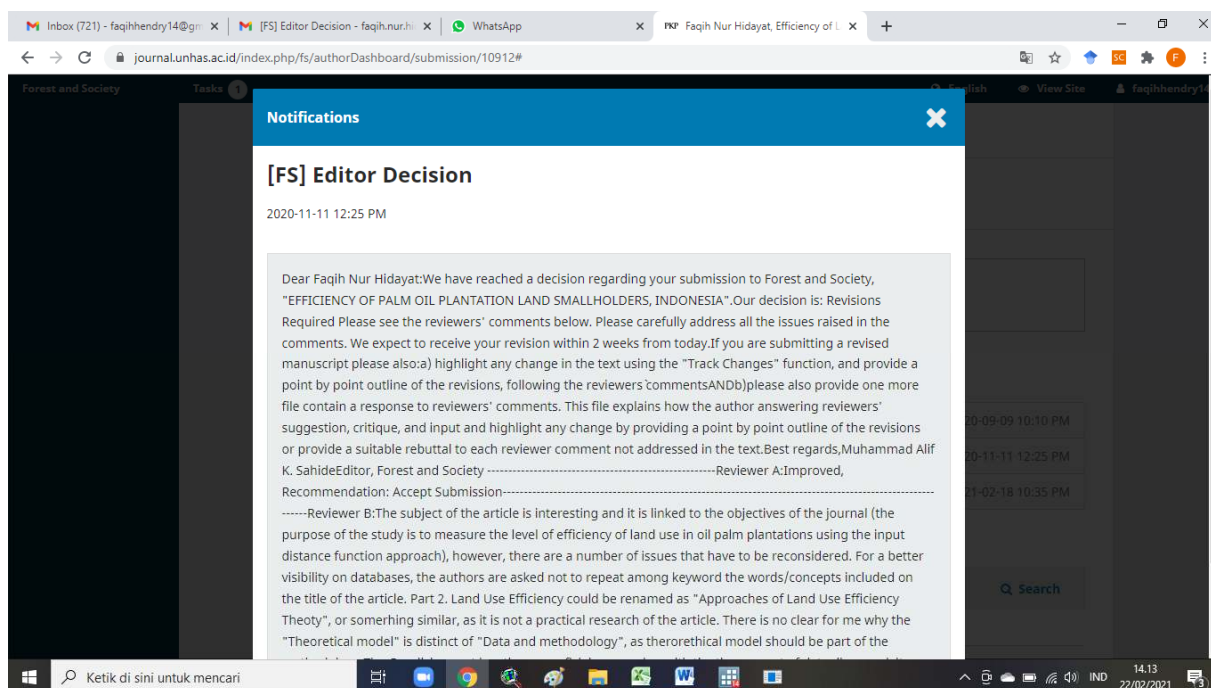 Inbox (721) - faqihhendry14@gm
[FS] Editor Decision - faqih.nur.hi
WhatsApp
PKP Faqih Nur Hidayat, Efficiency of L
journal.unhas.ac.id/index.php/fs/authorDashboard/submission/10912#
SC
F
Forest and Society
Tasks 1
English
View Site
faqihhendry14
Notifications
[FS] Editor Decision
2020-11-11 12:25 PM
Dear Faqih Nur Hidayat:We have reached a decision regarding your submission to Forest and Society,
"EFFICIENCY OF PALM OIL PLANTATION LAND SMALLHOLDERS, INDONESIA".Our decision is: Revisions
Required Please see the reviewers' comments below. Please carefully address all the issues raised in the
comments. We expect to receive your revision within 2 weeks from today.If you are submitting a revised
manuscript please also:a) highlight any change in the text using the "Track Changes" function, and provide a
point by point outline of the revisions, following the reviewers`commentsANDb)please also provide one more
file contain a response to reviewers' comments. This file explains how the author answering reviewers'
suggestion, critique, and input and highlight any change by providing a point by point outline of the revisions
or provide a suitable rebuttal to each reviewer comment not addressed in the text.Best regards,Muhammad Alif
K. SahideEditor, Forest and Society ------------------------------------------------------Reviewer A:Improved,
Recommendation: Accept Submission------------------------------------------------------------------------------------------------------
------Reviewer B:The subject of the article is interesting and it is linked to the objectives of the journal (the
purpose of the study is to measure the level of efficiency of land use in oil palm plantations using the input
distance function approach), however, there are a number of issues that have to be reconsidered. For a better
visibility on databases, the authors are asked not to repeat among keyword the words/concepts included on
the title of the article. Part 2. Land Use Efficiency could be renamed as "Approaches of Land Use Efficiency
Theoty", or somerhing similar, as it is not a practical research of the article. There is no clear for me why the
"Theoretical model" is distinct of "Data and methodology", as therorethical model should be part of the
20-09-09 10:10 PM
20-11-11 12:25 PM
21-02-18 10:35 PM
Search
Ketik di sini untuk mencari
IND
14.13
22/02/2021
3